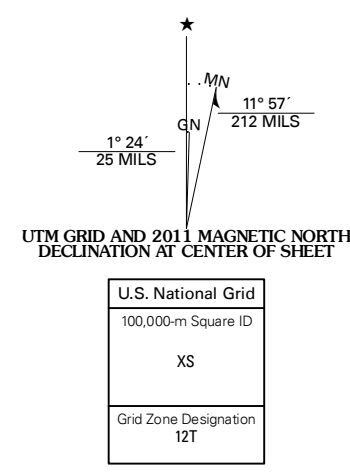 ★
MN
11° 57´
212 MILS
GN
1° 24´
25 MILS
UTM GRID AND 2011 MAGNETIC NORTH
DECLINATION AT CENTER OF SHEET
U.S. National Grid
100,000-m Square ID
XS
Grid Zone Designation
12T